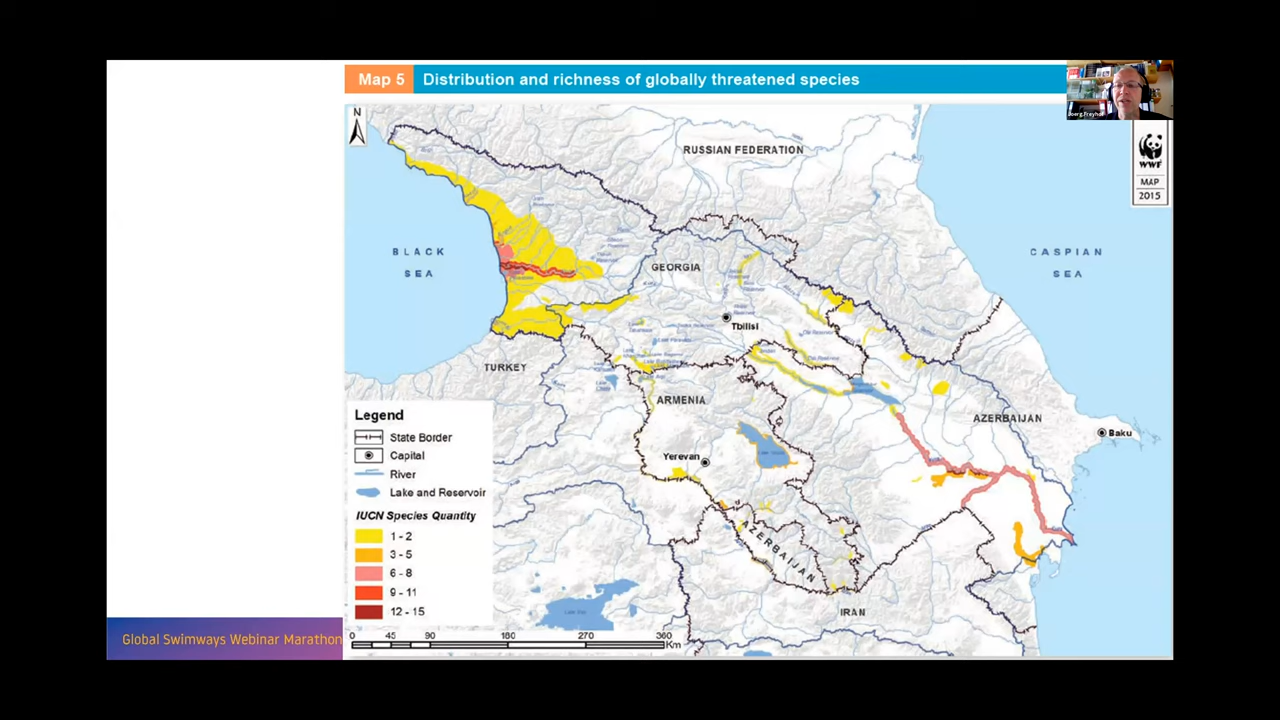 Map 5
Distribution and richness of globally threatened species
N
RUSSIAN FEDERATION
WWF
MAP
2015
BLACK
SEA
CASPIAN
SEA
GEORGIA
Tbilisi
TURKEY
ARMENIA
AZERBAIJAN
Baku
Yerevan
AZERBAIJAN
IRAN
Legend
State Border
Capital
River
Lake and Reservoir
IUCN Species Quantity
1 - 2
3 - 5
6 - 8
9 - 11
12 - 15
0 45 90 180 270 360
Km
Global Swimways Webinar Marathon